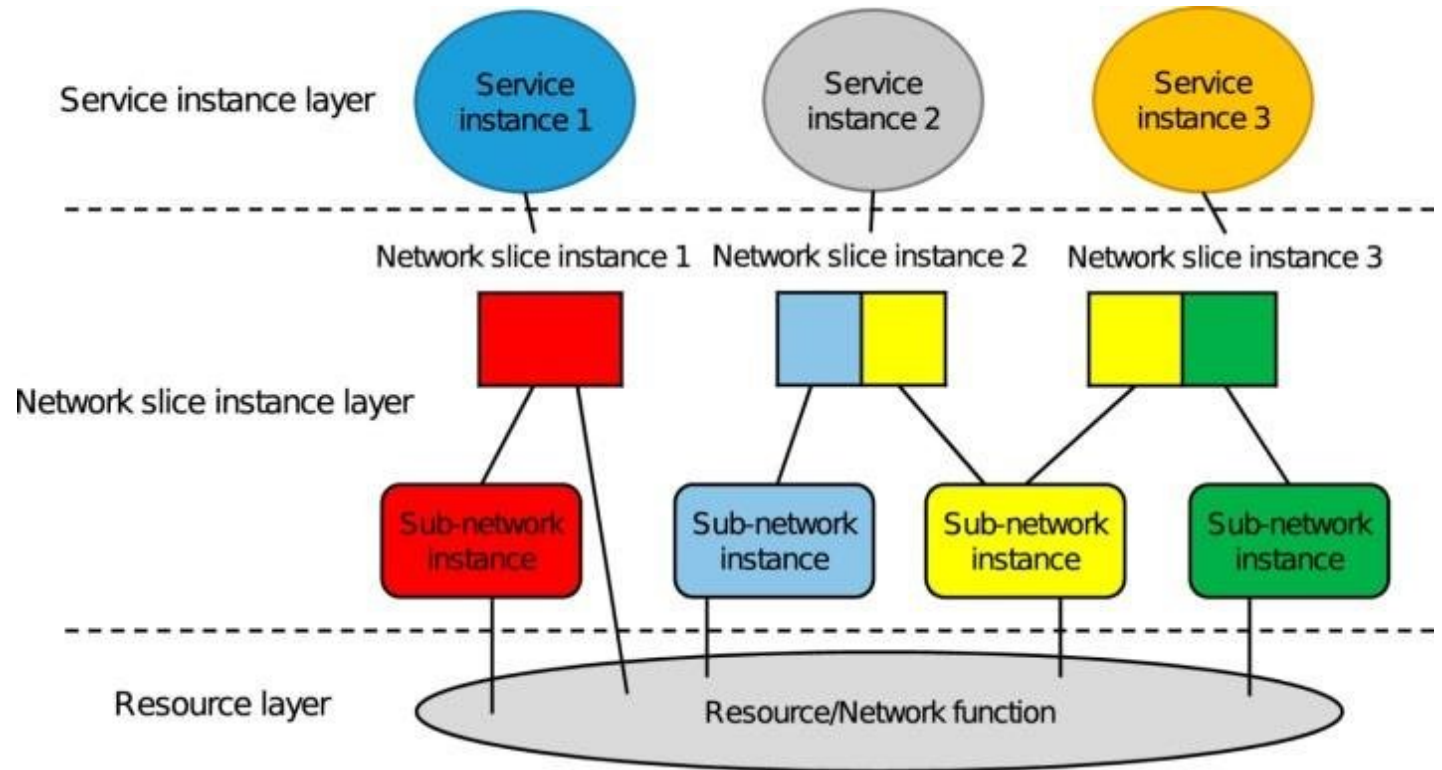 Service instance layer
Service
instance 1
Service
instance 2
Service
instance 3
Network slice instance 1
Network slice instance 2
Network slice instance 3
Network slice instance layer
Sub-network
instance
Sub-network
instance
Sub-network
instance
Sub-network
instance
Resource layer
Resource/Network function